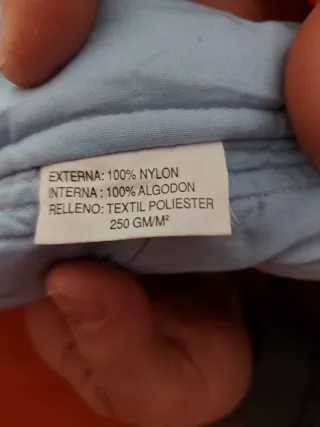 EXTERNA: 100% NYLON
INTERNA: 100% ALGODON
RELLENO: TEXTIL POLIESTER
250 GM/M²